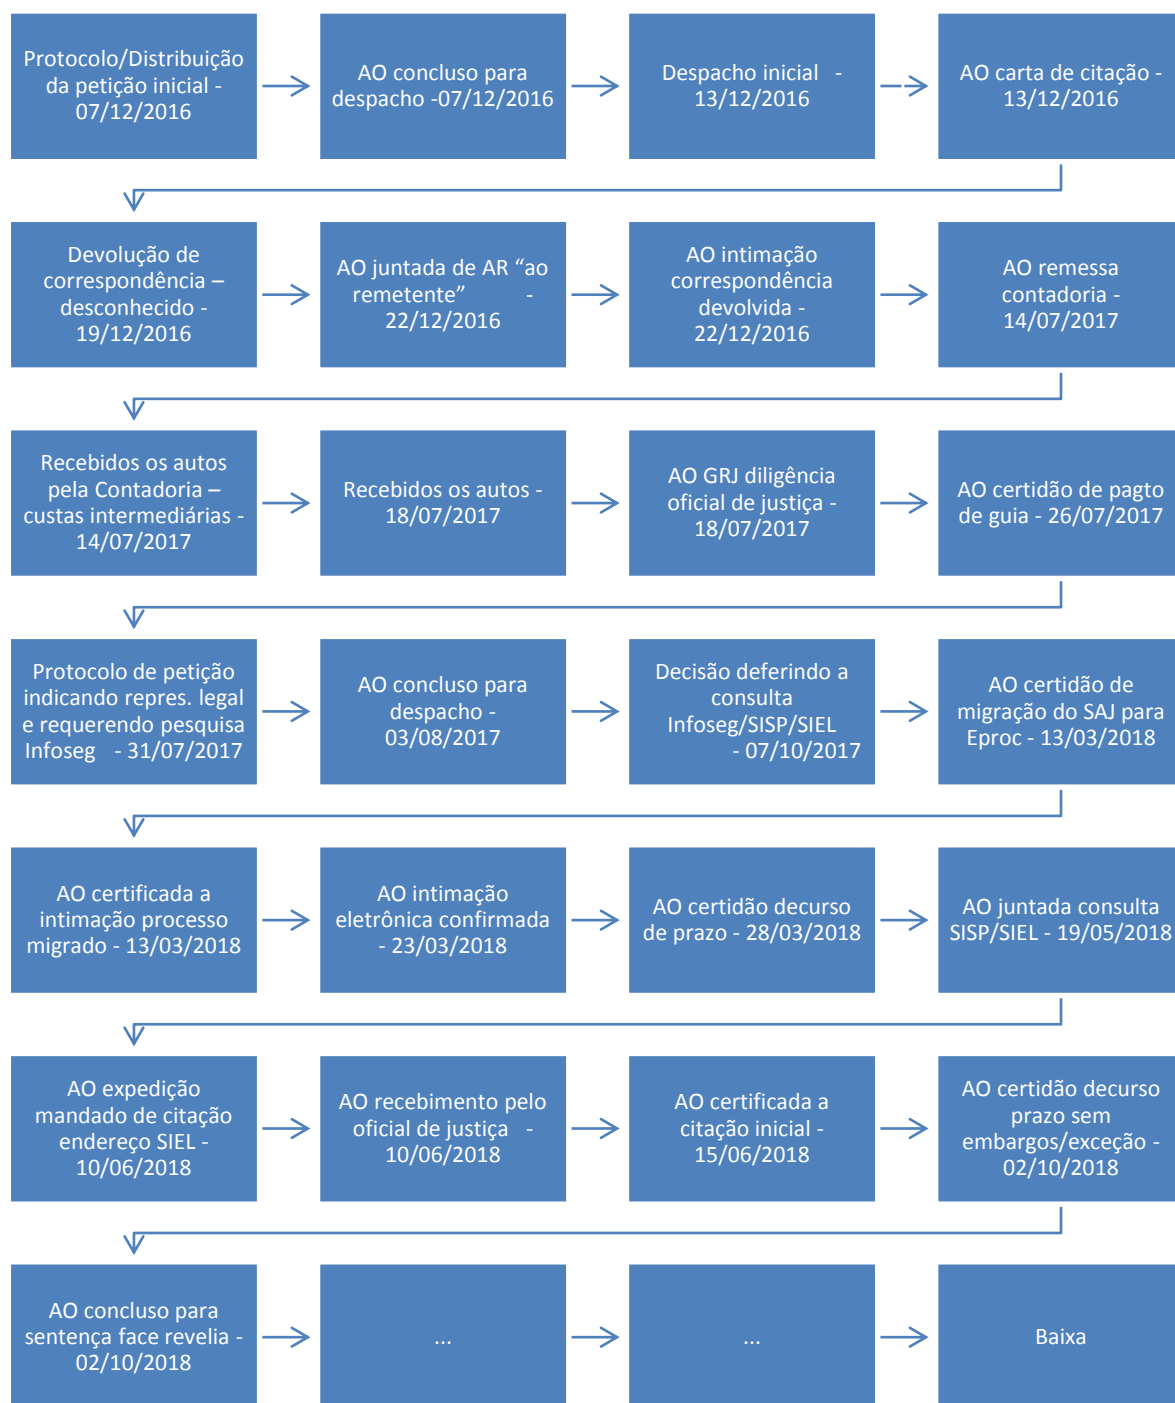 Protocolo/Distribuição
da petição inicial -
07/12/2016
AO concluso para
despacho -07/12/2016
Despacho inicial -
13/12/2016
AO carta de citação -
13/12/2016
Devolução de
correspondência –
desconhecido -
19/12/2016
AO juntada de AR “ao
remetente” -
22/12/2016
AO intimação
correspondência
devolvida -
22/12/2016
AO remessa
contadoria -
14/07/2017
Recebidos os autos
pela Contadoria –
custas intermediárias -
14/07/2017
Recebidos os autos -
18/07/2017
AO GRJ diligência
oficial de justiça -
18/07/2017
AO certidão de pagto
de guia - 26/07/2017
Protocolo de petição
indicando repres. legal
e requerendo pesquisa
Infoseg - 31/07/2017
AO concluso para
despacho -
03/08/2017
Decisão deferindo a
consulta
Infoseg/SISP/SIEL
- 07/10/2017
AO certidão de
migração do SAJ para
Eproc - 13/03/2018
AO certificada a
intimação processo
migrado - 13/03/2018
AO intimação
eletrônica confirmada
- 23/03/2018
AO certidão decurso
de prazo - 28/03/2018
AO juntada consulta
SISP/SIEL - 19/05/2018
AO expedição
mandado de citação
endereço SIEL -
10/06/2018
AO recebimento pelo
oficial de justiça -
10/06/2018
AO certificada a
citação inicial -
15/06/2018
AO certidão decurso
prazo sem
embargos/exceção -
02/10/2018
AO concluso para
sentença face revelia -
02/10/2018
...
...
Baixa